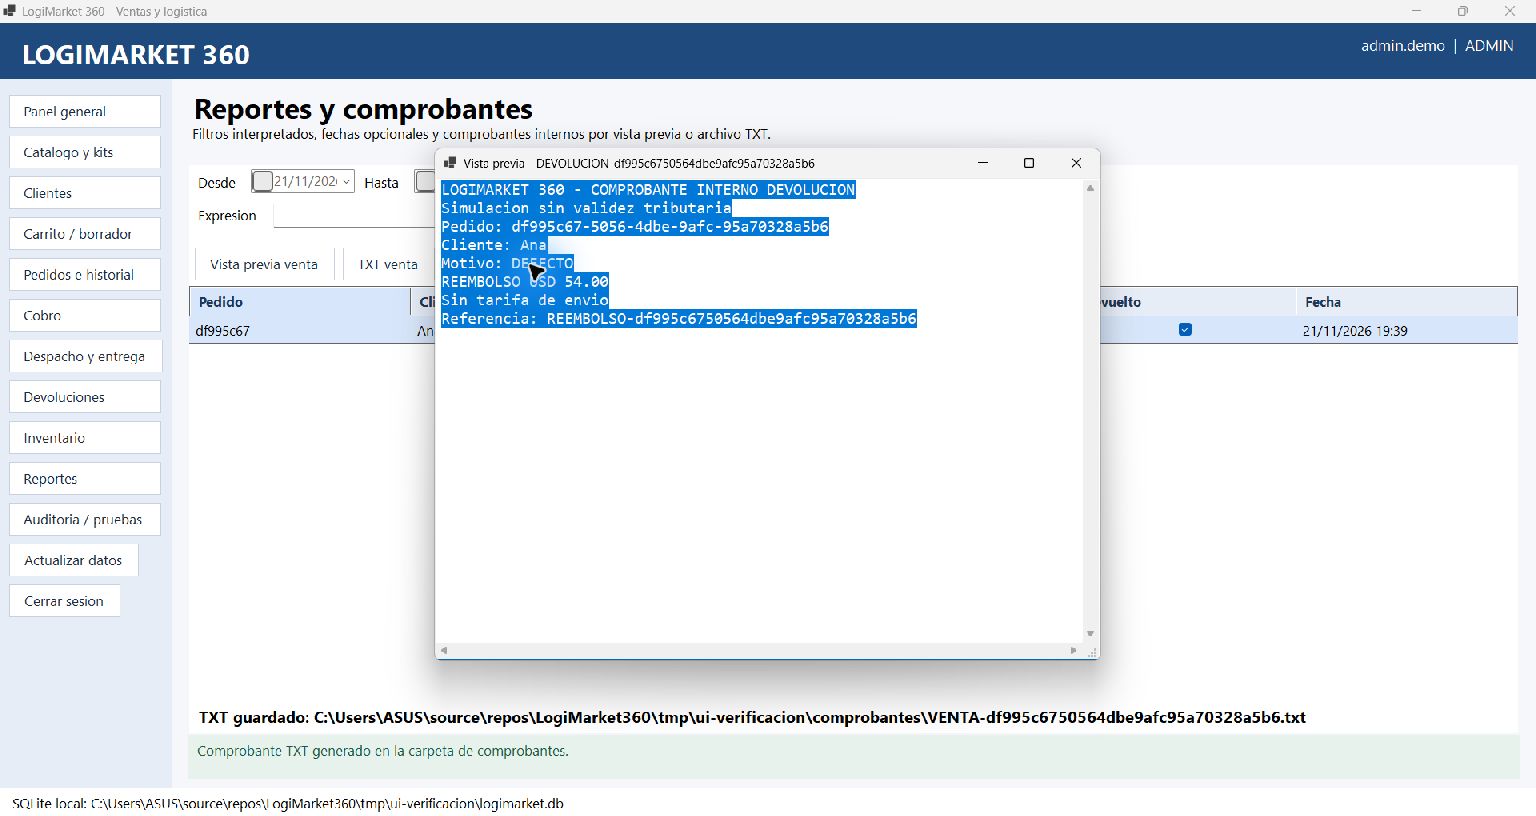 LogiMarket 360 - Ventas y logistica
LOGIMARKET 360
admin.demo | ADMIN
Panel general
Catalogo y kits
Clientes
Carrito / borrador
Pedidos e historial
Cobro
Despacho y entrega
Devoluciones
Inventario
Reportes
Auditoria / pruebas
Actualizar datos
Cerrar sesion
Reportes y comprobantes
Filtros interpretados, fechas opcionales y comprobantes internos por vista previa o archivo TXT.
Desde 21/11/202 Hasta
Expresion
Vista previa venta TXT venta
Pedido Cli vuelto Fecha
df995c67 An 21/11/2026 19:39
Vista previa - DEVOLUCION-df995c6750564dbe9afc95a70328a5b6
LOGIMARKET 360 - COMPROBANTE INTERNO DEVOLUCION
Simulacion sin validez tributaria
Pedido: df995c67-5056-4dbe-9afc-95a70328a5b6
Cliente: Ana
Motivo: DEFECTO
REEMBOLSO USD 54.00
Sin tarifa de envio
Referencia: REEMBOLSO-df995c6750564dbe9afc95a70328a5b6
TXT guardado: C:\Users\ASUS\source\repos\LogiMarket360\tmp\ui-verificacion\comprobantes\VENTA-df995c6750564dbe9afc95a70328a5b6.txt
Comprobante TXT generado en la carpeta de comprobantes.
SQLite local: C:\Users\ASUS\source\repos\LogiMarket360\tmp\ui-verificacion\logimarket.db